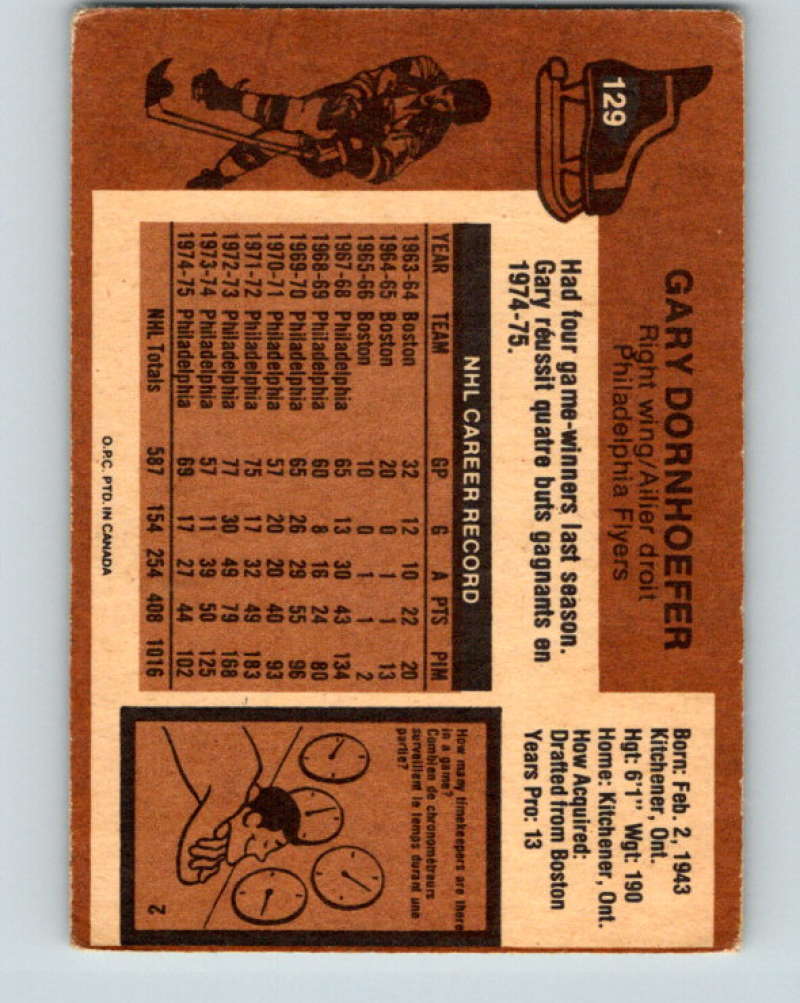 129
GARY DORNHOEFER
Right wing/Ailier droit
Philadelphia Flyers
Had four game-winners last season.
Gary réussit quatre buts gagnants en
1974-75.
NHL CAREER RECORD
YEAR TEAM GP G A PTS PIM
1963-64 Boston 32 12 10 22 20
1964-65 Boston 20 0 1 1 13
1965-66 Boston 10 0 1 1 2
1967-68 Philadelphia 65 13 30 43 134
1968-69 Philadelphia 60 8 16 24 80
1969-70 Philadelphia 65 26 29 55 96
1970-71 Philadelphia 57 20 20 40 93
1971-72 Philadelphia 75 17 32 49 183
1972-73 Philadelphia 77 30 49 79 168
1973-74 Philadelphia 57 11 39 50 125
1974-75 Philadelphia 69 17 27 44 102
NHL Totals 587 154 254 408 1016
O.P.C. PTD. IN CANADA
Born: Feb. 2, 1943
Kitchener, Ont.
Hgt: 6'1" Wgt: 190
Home: Kitchener, Ont.
How Acquired:
Drafted from Boston
Years Pro: 13
How many timekeepers are there
in a game?
Combien de chronométreurs
surveillent le temps durant une
partie?
2